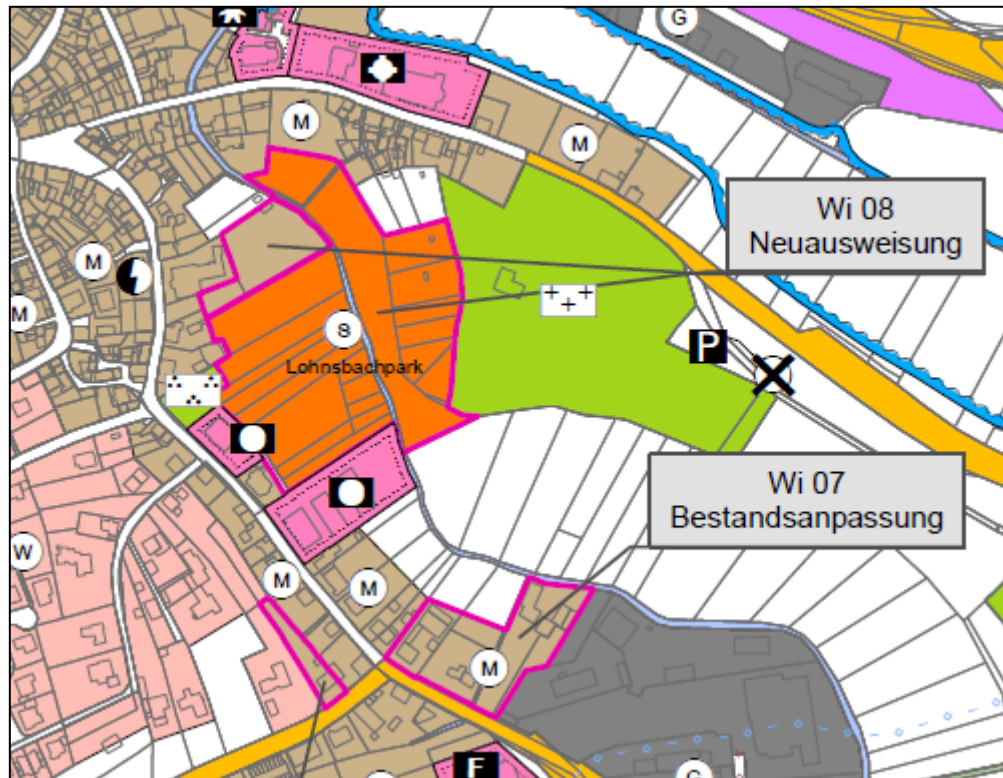 G
M
M
Wi 08
Neuausweisung
M
M
S
Lohnsbachpark
P
W
Wi 07
Bestandsanpassung
M
M
M
F
G